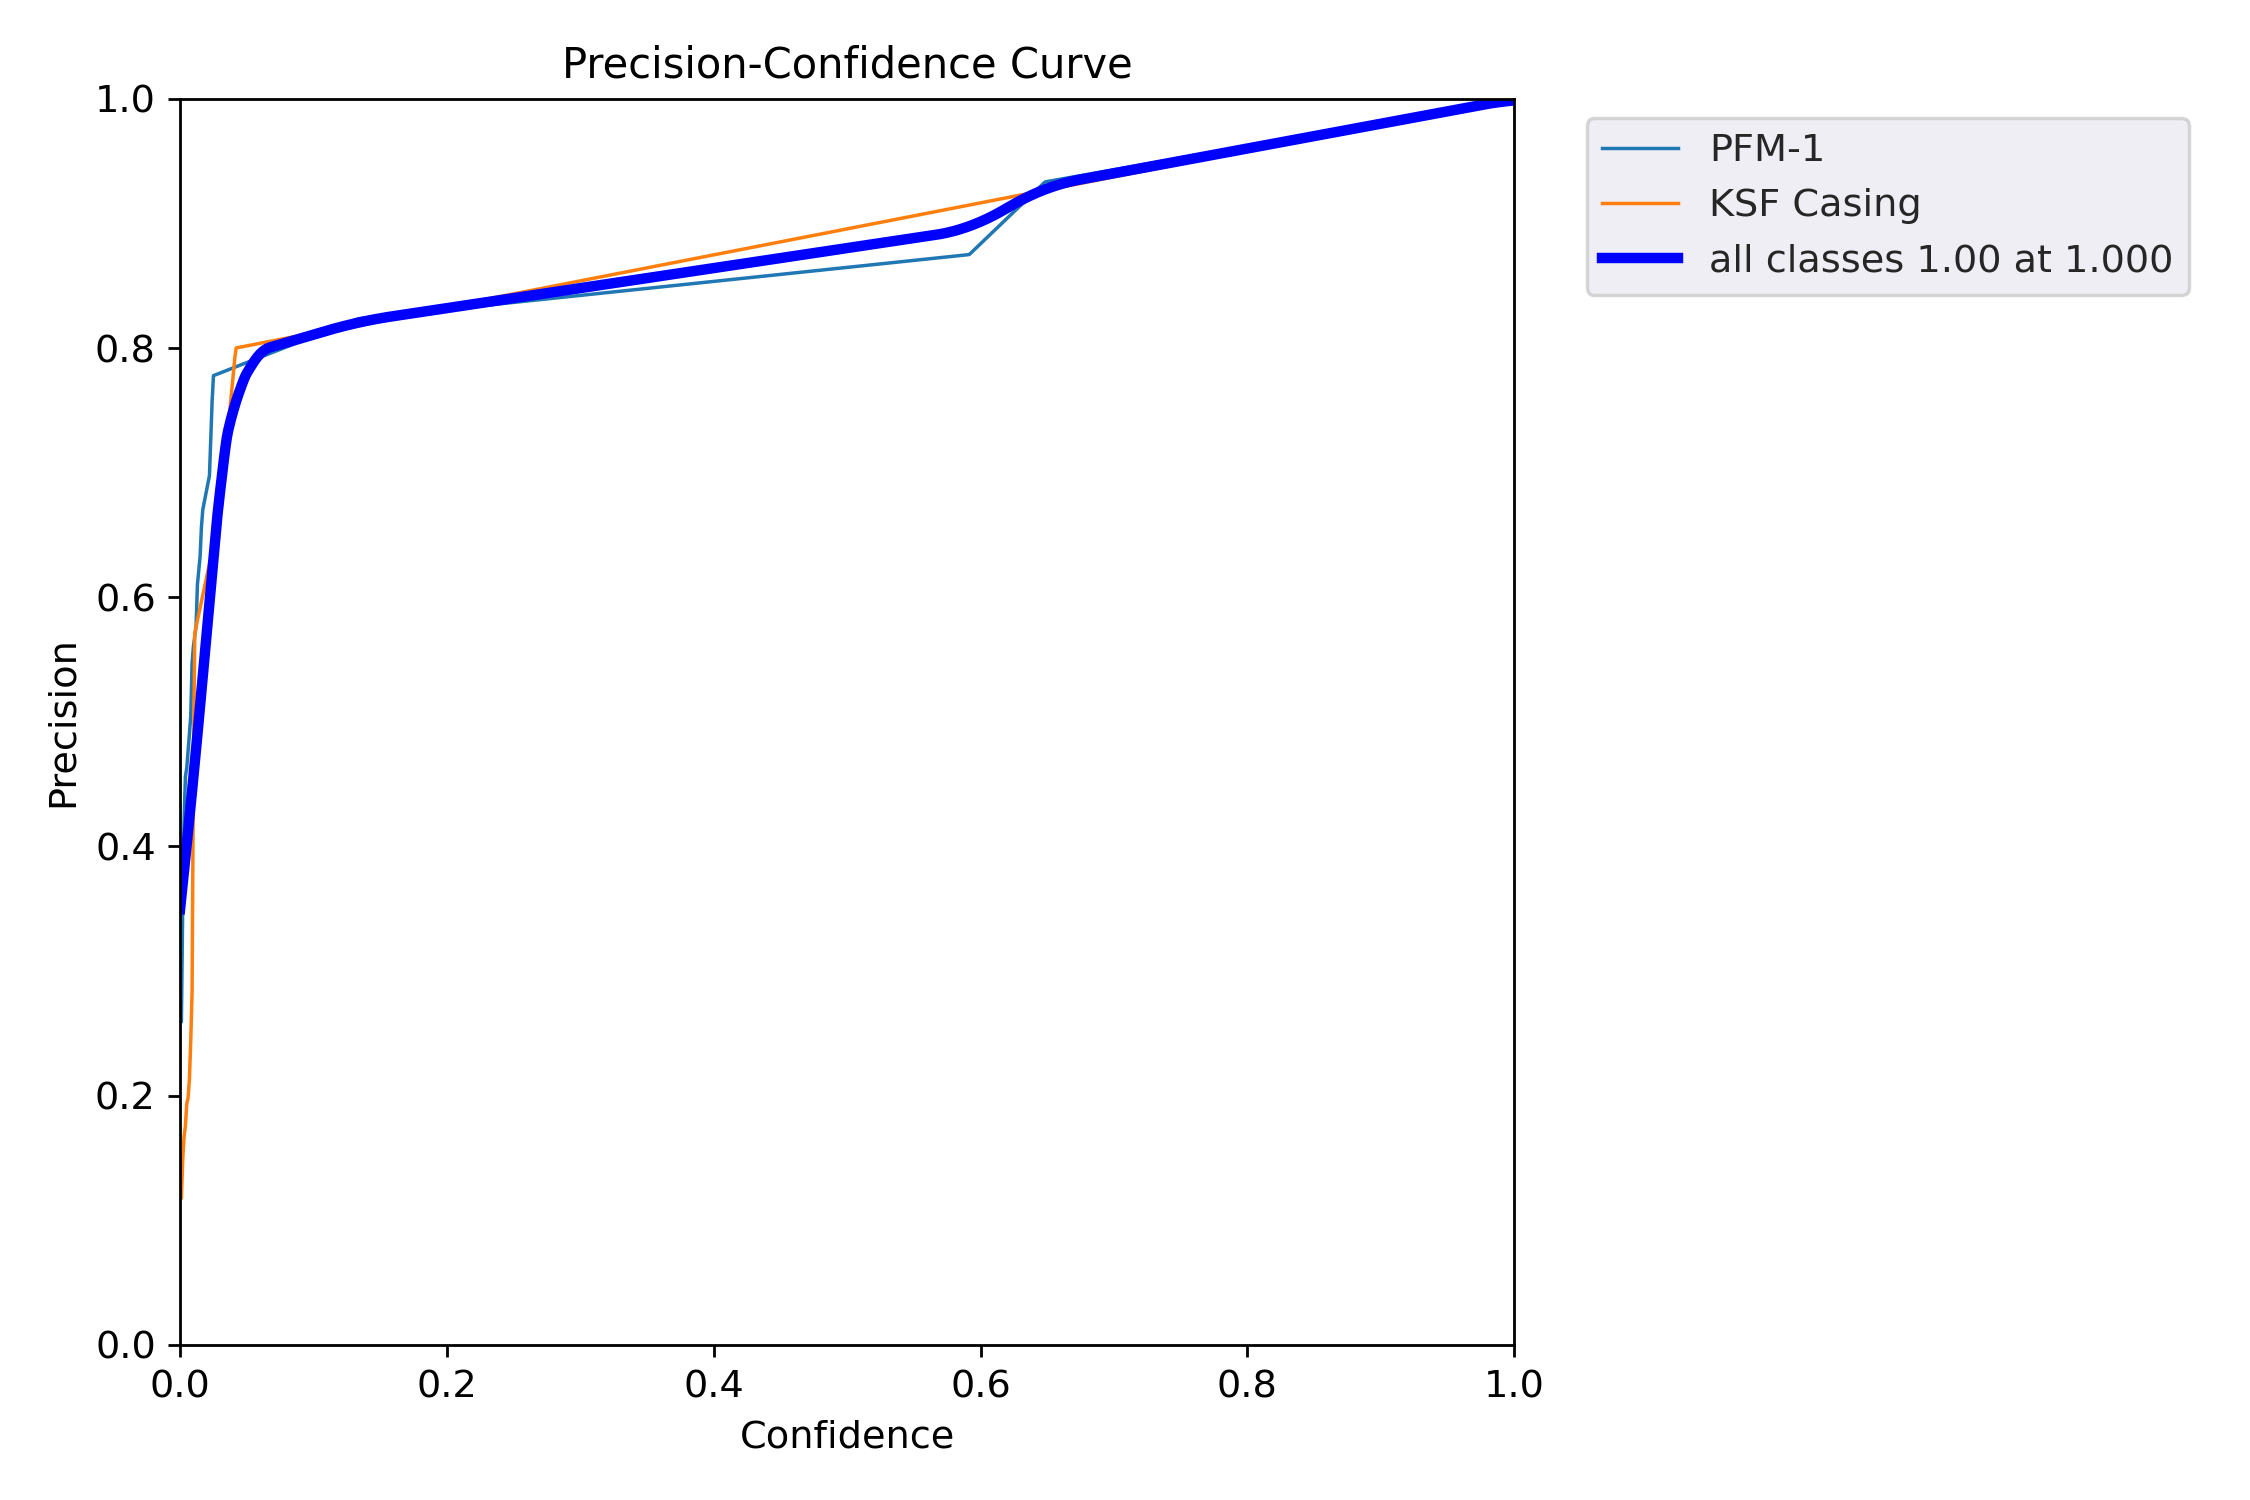 Precision-Confidence Curve
1.0
0.8
0.6
0.4
0.2
0.0
Precision
0.0 0.2 0.4 0.6 0.8 1.0
Confidence
PFM-1
KSF Casing
all classes 1.00 at 1.000